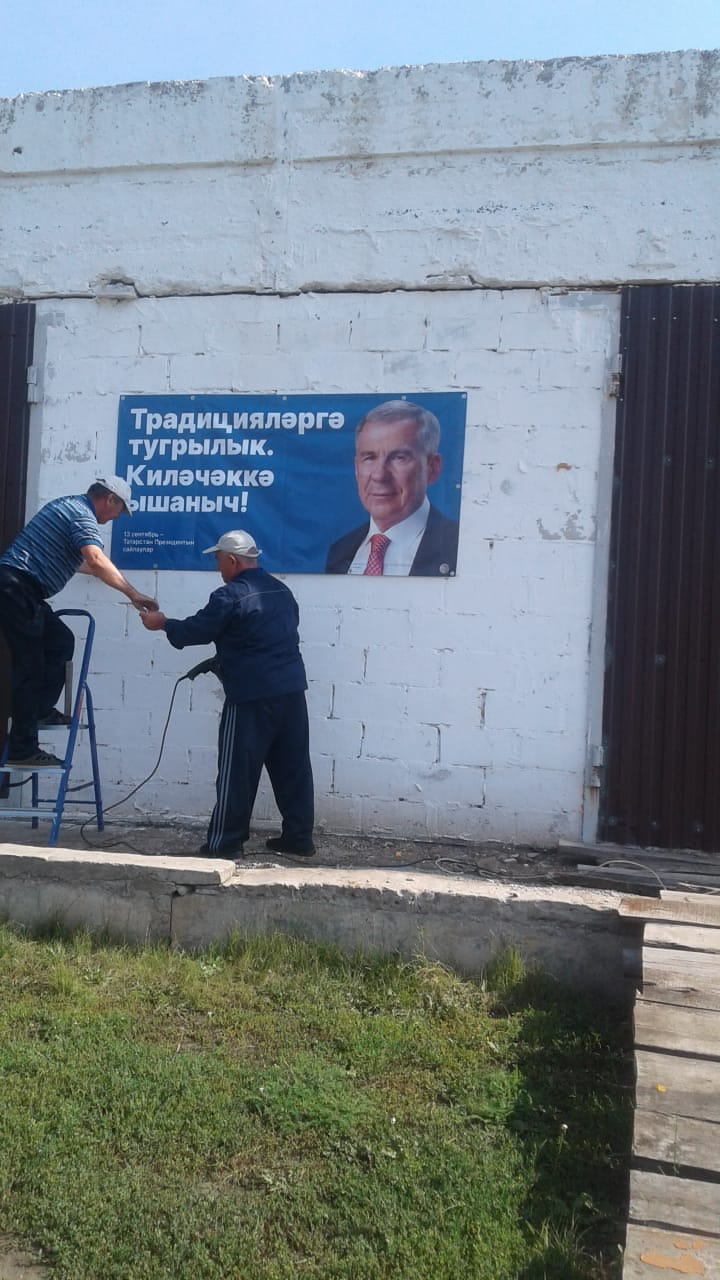 Традицияләргә
тугрылык.
Киләчәккә
ышаныч!
13 сентябрь –
Татарстан Президентын
сайлаулар